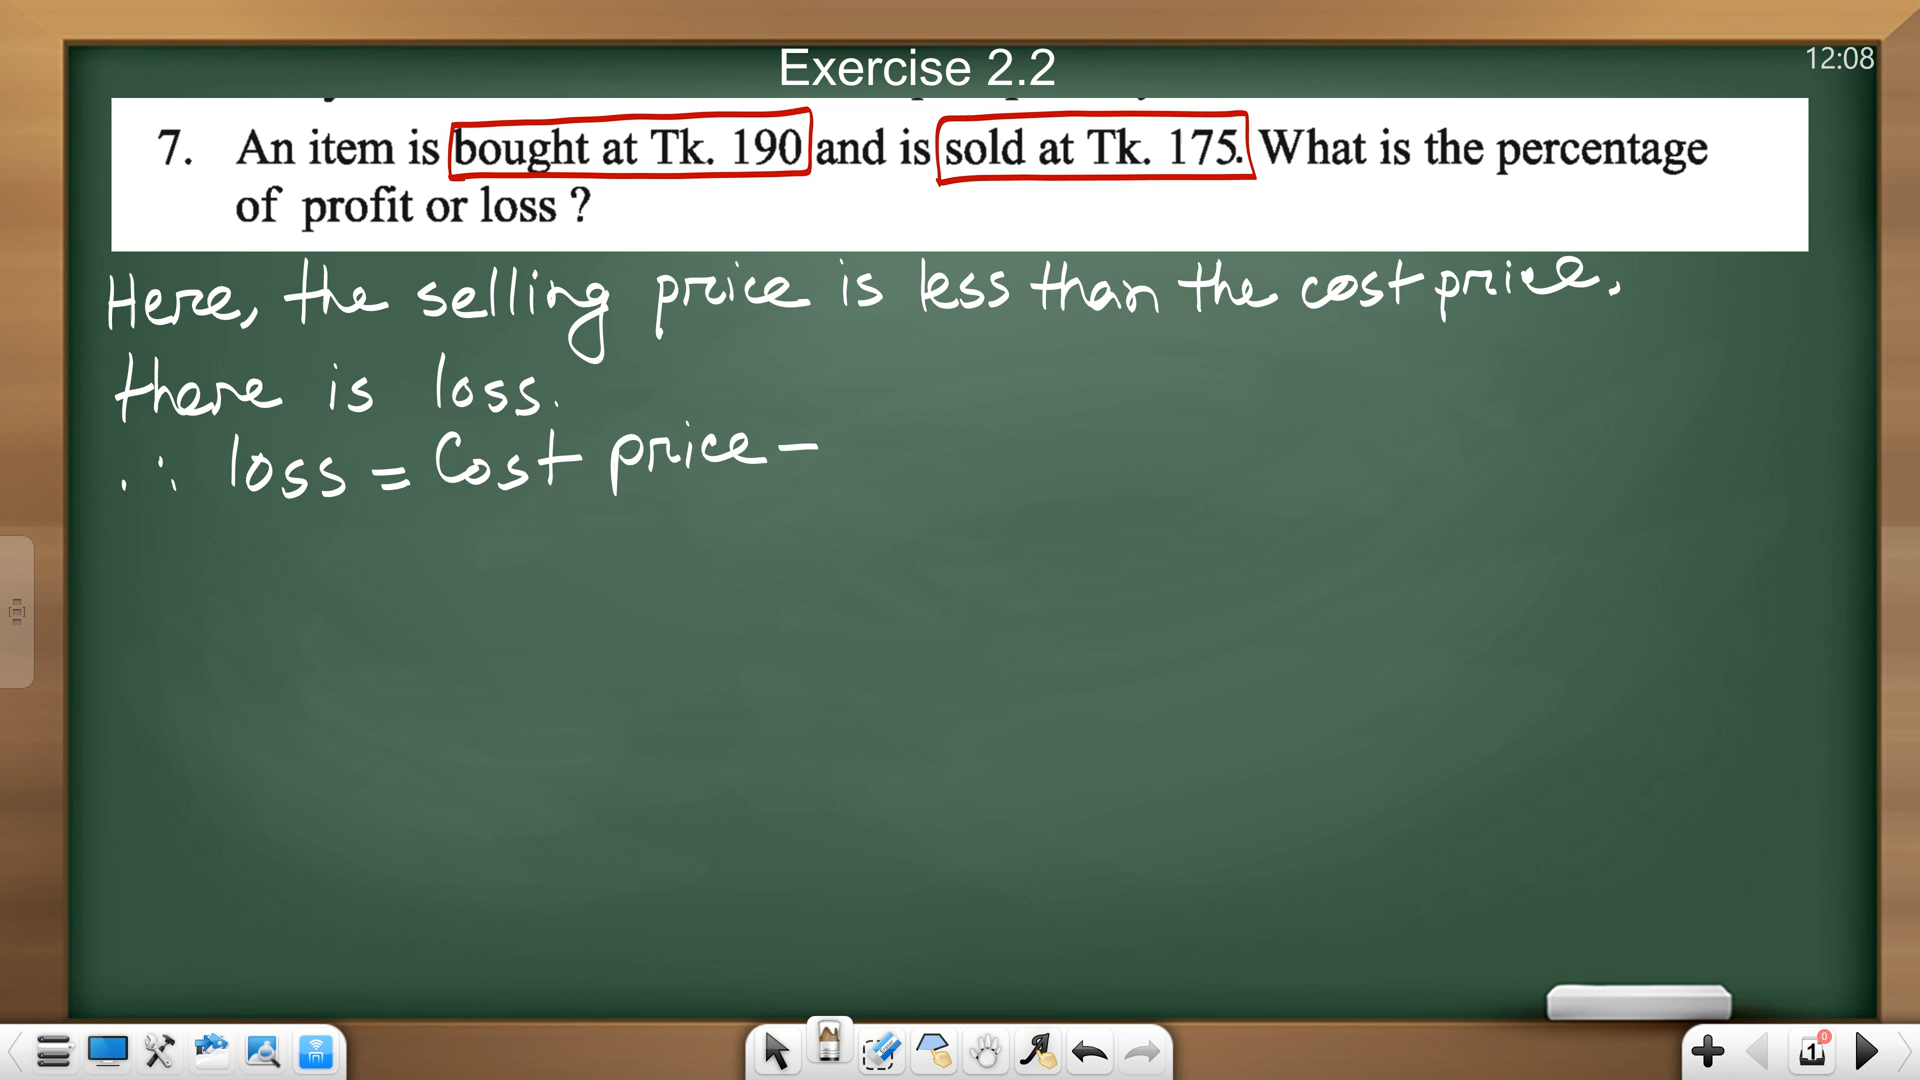 Exercise 2.2
12:08
7. An item is bought at Tk. 190 and is sold at Tk. 175. What is the percentage
of profit or loss ?
Here, the selling price is less than the cost price.
there is loss.
∴ loss = Cost price –
1
0